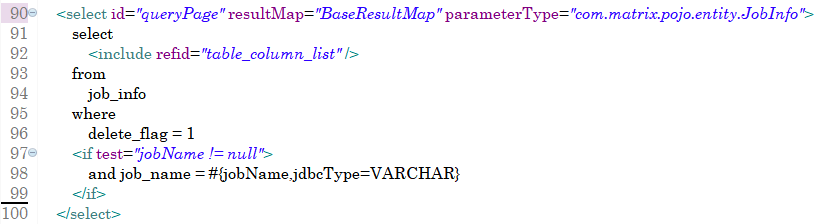 90 <select id="queryPage" resultMap="BaseResultMap" parameterType="com.matrix.pojo.entity.JobInfo">
91 select
92 <include refid="table_column_list" />
93 from
94 job_info
95 where
96 delete_flag = 1
97 <if test="jobName != null">
98 and job_name = #{jobName,jdbcType=VARCHAR}
99 </if>
100 </select>